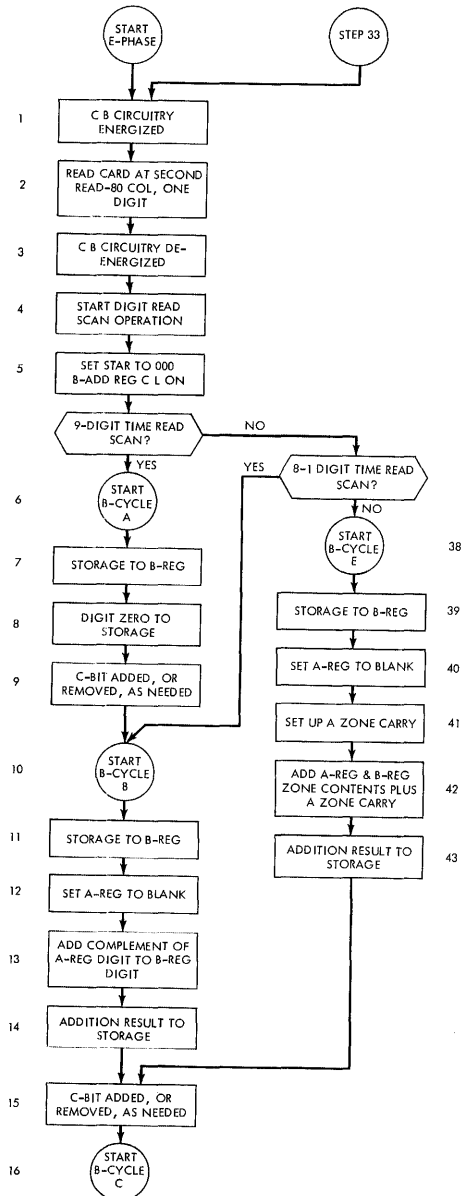 START
E-PHASE
STEP 33
1
C B CIRCUITRY
ENERGIZED
2
READ CARD AT SECOND
READ-80 COL, ONE
DIGIT
3
C B CIRCUITRY DE-
ENERGIZED
4
START DIGIT READ
SCAN OPERATION
5
SET STAR TO 000
B-ADD REG C L ON
9-DIGIT TIME READ
SCAN?
NO
YES
8-1 DIGIT TIME READ
SCAN?
YES
NO
6
START
B-CYCLE
A
7
STORAGE TO B-REG
8
DIGIT ZERO TO
STORAGE
9
C-BIT ADDED, OR
REMOVED, AS NEEDED
10
START
B-CYCLE
B
11
STORAGE TO B-REG
12
SET A-REG TO BLANK
13
ADD COMPLEMENT OF
A-REG DIGIT TO B-REG
DIGIT
14
ADDITION RESULT TO
STORAGE
START
B-CYCLE
E
38
STORAGE TO B-REG
39
SET A-REG TO BLANK
40
SET UP A ZONE CARRY
41
ADD A-REG & B-REG
ZONE CONTENTS PLUS
A ZONE CARRY
42
ADDITION RESULT TO
STORAGE
43
15
C-BIT ADDED, OR
REMOVED, AS NEEDED
16
START
B-CYCLE
C